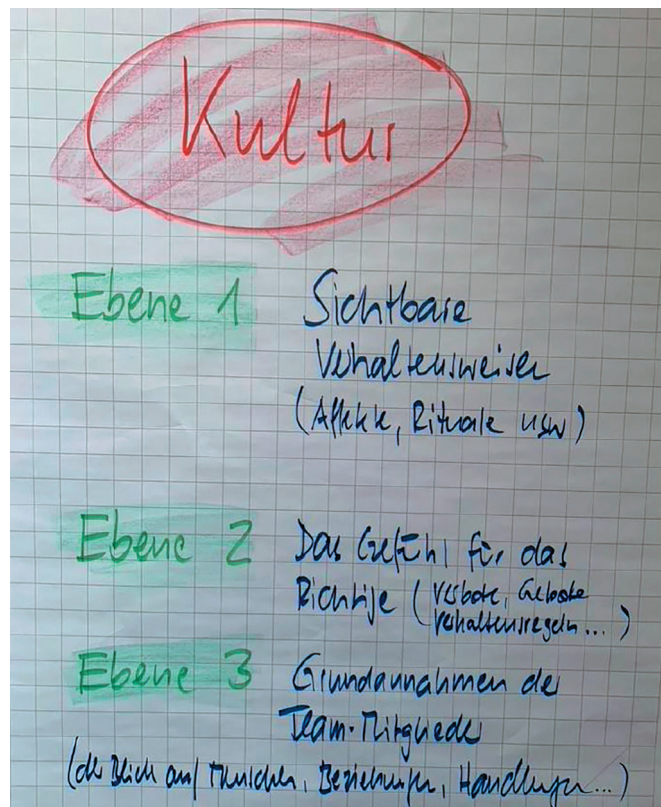 Kultur
Ebene 1 Sichtbare
Verhaltensweisen
(Affekte, Rituale usw)
Ebene 2 Das Gefühl für das
Richtige (Verbote, Gebote
Verhaltensregeln...)
Ebene 3 Grundannahmen der
Team-Mitglieder
(der Blick auf Menschen, Beziehungen, Handlungen...)